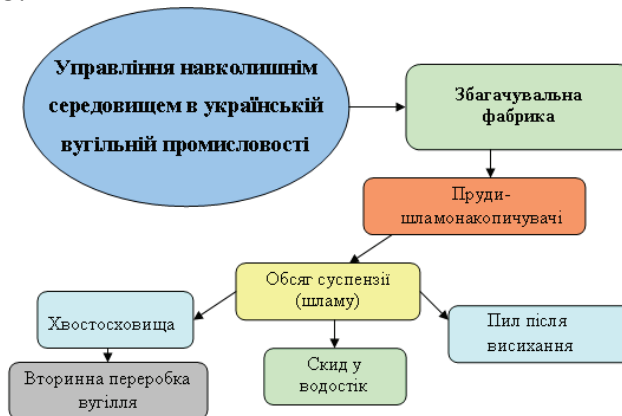 Управління навколишнім
середовищем в українській
вугільній промисловості
Збагачувальна
фабрика
Пруди-
шламонакопичувачі
Обсяг суспензії
(шламу)
Хвостосховища
Пил після
висихання
Скид у
водостік
Вторинна переробка
вугілля